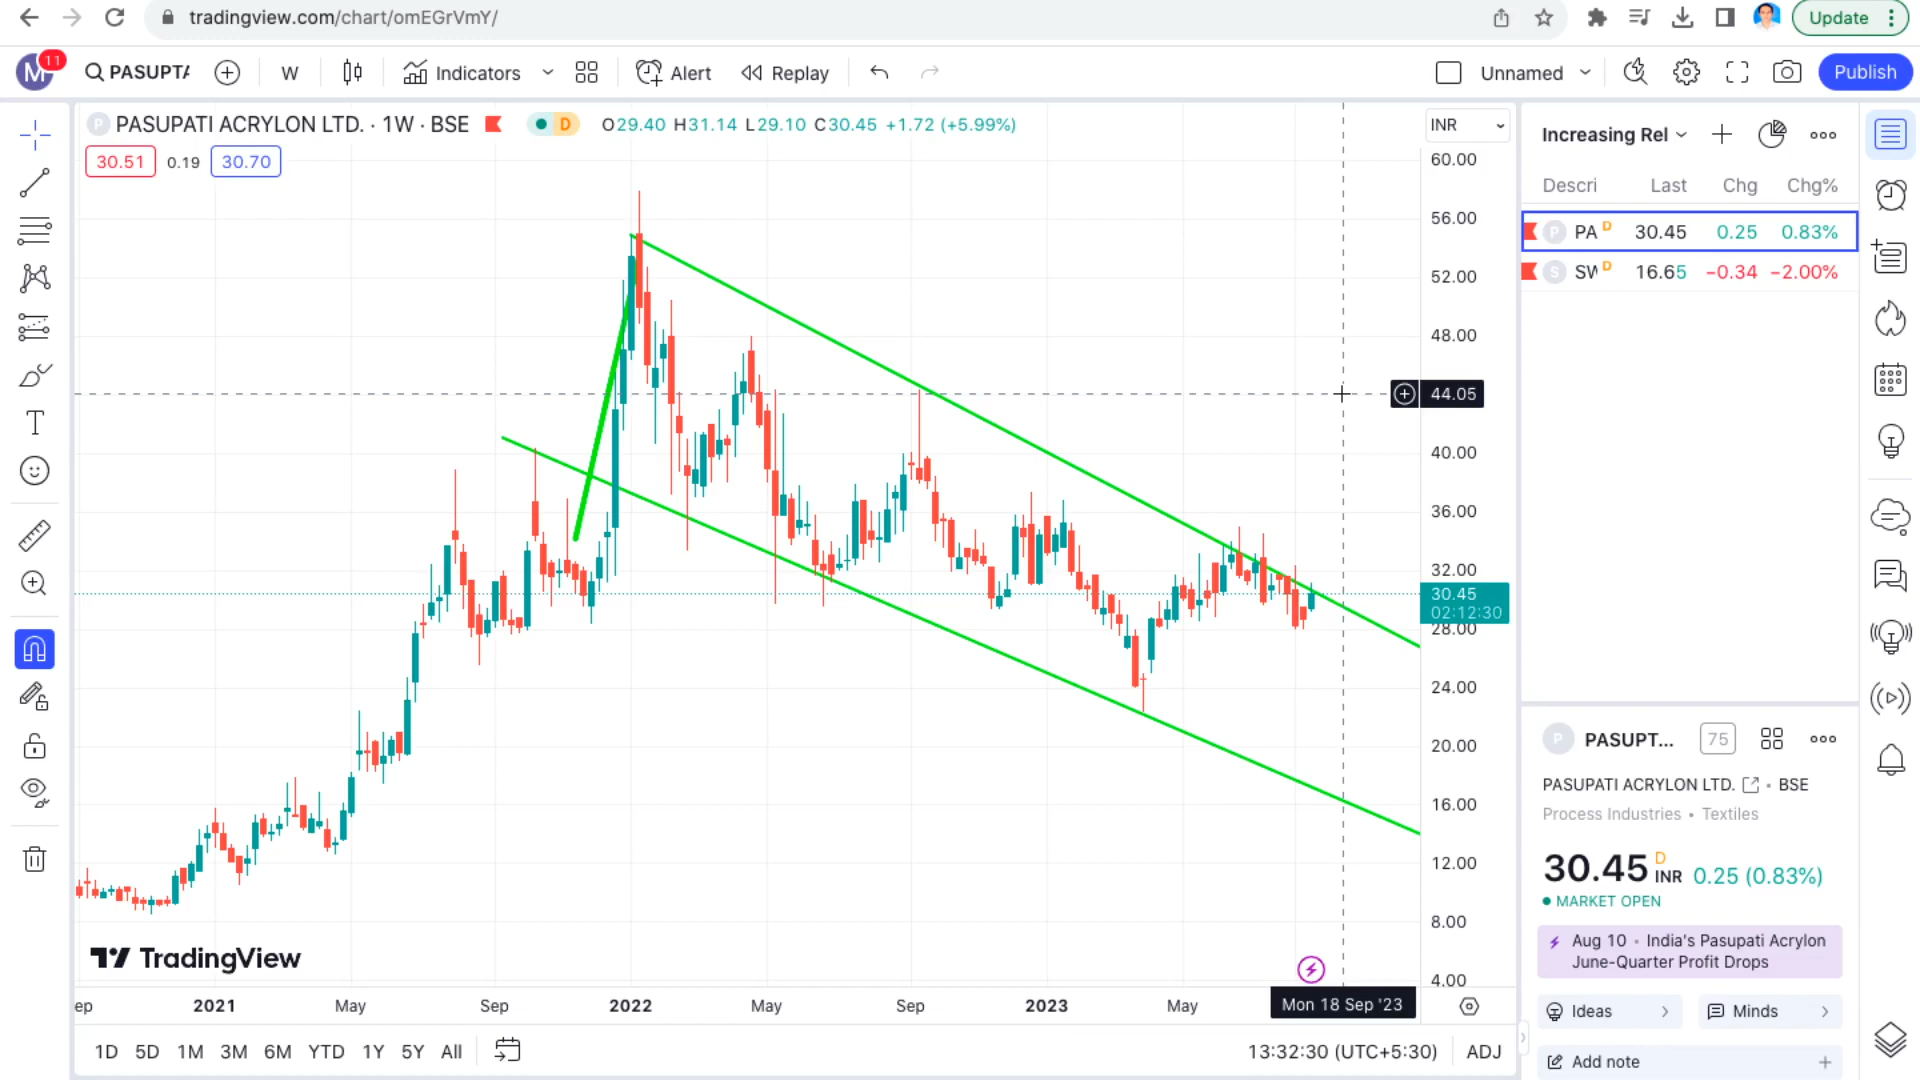 tradingview.com/chart/omEGrVmY/
Update
M 11 PASUPTA W Indicators Alert Replay Unnamed Publish
P PASUPATI ACRYLON LTD. · 1W · BSE D O29.40 H31.14 L29.10 C30.45 +1.72 (+5.99%)
30.51 0.19 30.70
INR
60.00
56.00
52.00
48.00
44.05
40.00
36.00
32.00
30.45
02:12:30
28.00
24.00
20.00
16.00
12.00
8.00
4.00
TradingView
ep 2021 May Sep 2022 May Sep 2023 May Mon 18 Sep '23
1D 5D 1M 3M 6M YTD 1Y 5Y All 13:32:30 (UTC+5:30) ADJ
Increasing Rel
Descri Last Chg Chg%
P PA D 30.45 0.25 0.83%
S SW D 16.65 −0.34 −2.00%
P PASUPT... 75
PASUPATI ACRYLON LTD. · BSE
Process Industries • Textiles
30.45 D INR 0.25 (0.83%)
MARKET OPEN
Aug 10 · India's Pasupati Acrylon
June-Quarter Profit Drops
Ideas Minds
Add note